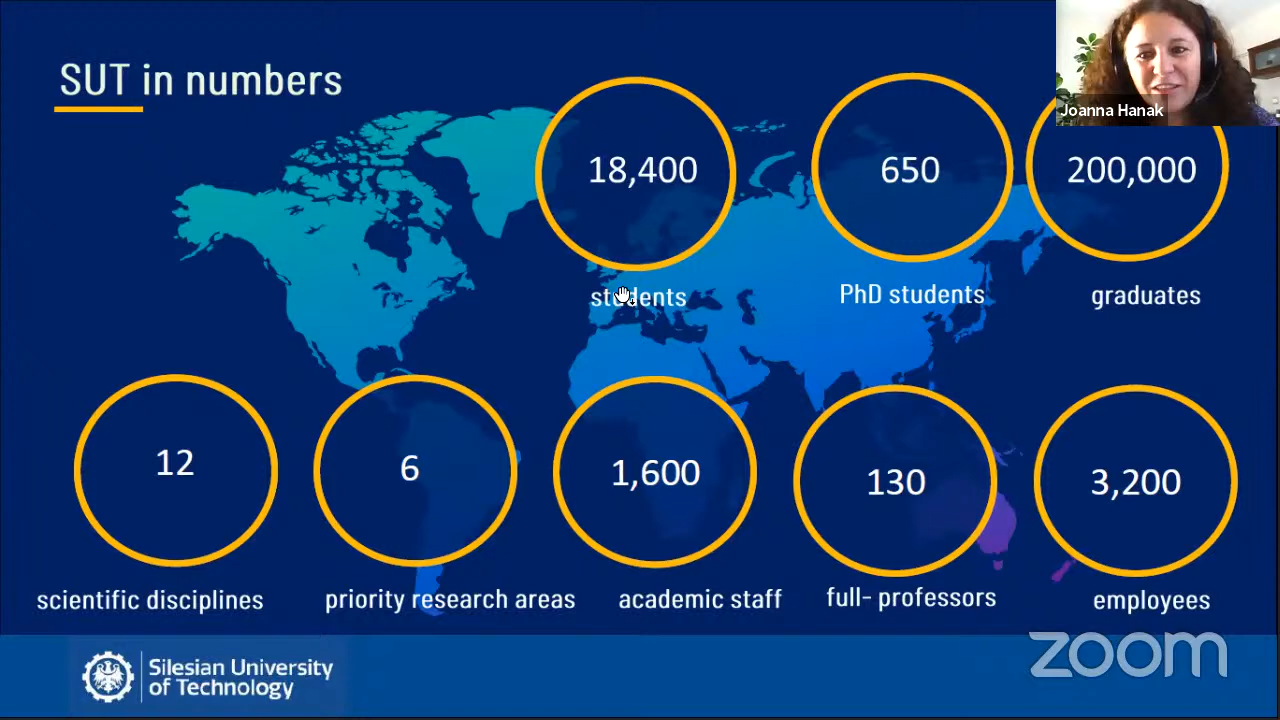 SUT in numbers
Joanna Hanak
18,400
650
200,000
students
PhD students
graduates
12
6
1,600
130
3,200
scientific disciplines
priority research areas
academic staff
full- professors
employees
Silesian University
of Technology
zoom